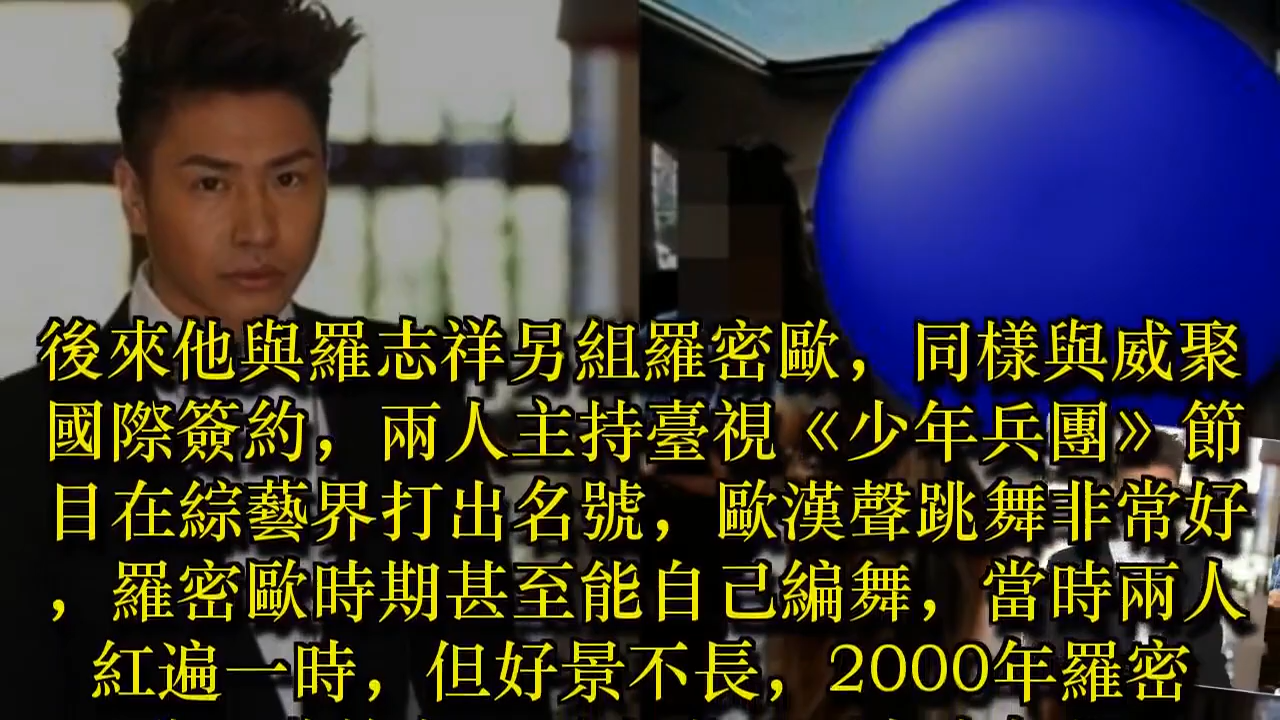 後來他與羅志祥另組羅密歐，同樣與威聚
國際簽約，兩人主持臺視《少年兵團》節
目在綜藝界打出名號，歐漢聲跳舞非常好
，羅密歐時期甚至能自己編舞，當時兩人
紅遍一時，但好景不長，2000年羅密